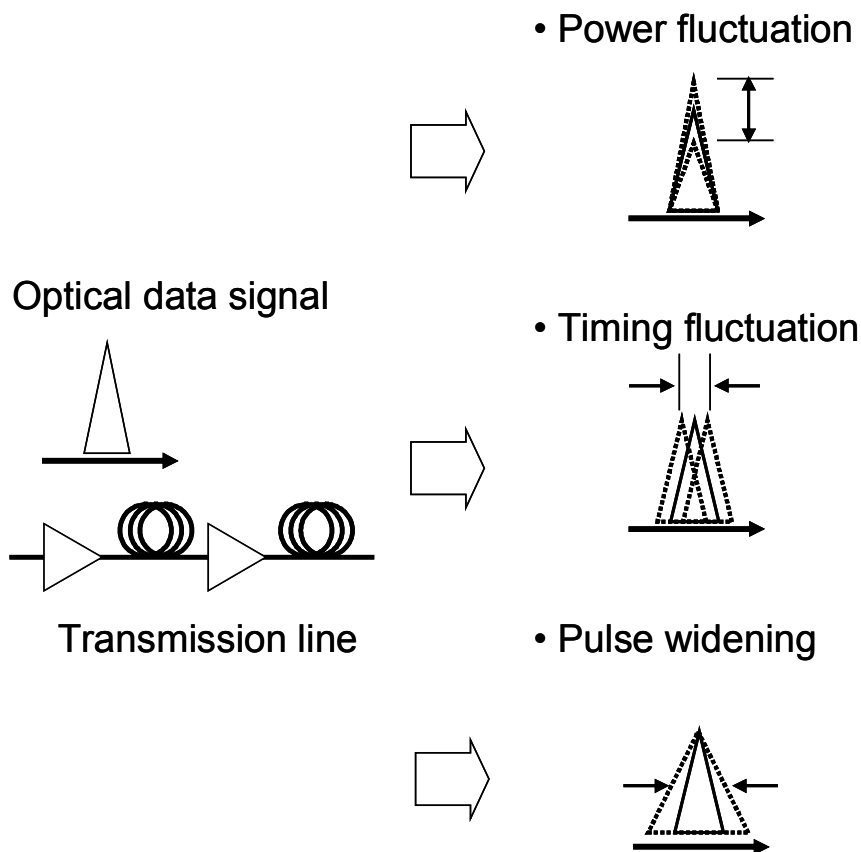 • Power fluctuation
Optical data signal
• Timing fluctuation
Transmission line
• Pulse widening